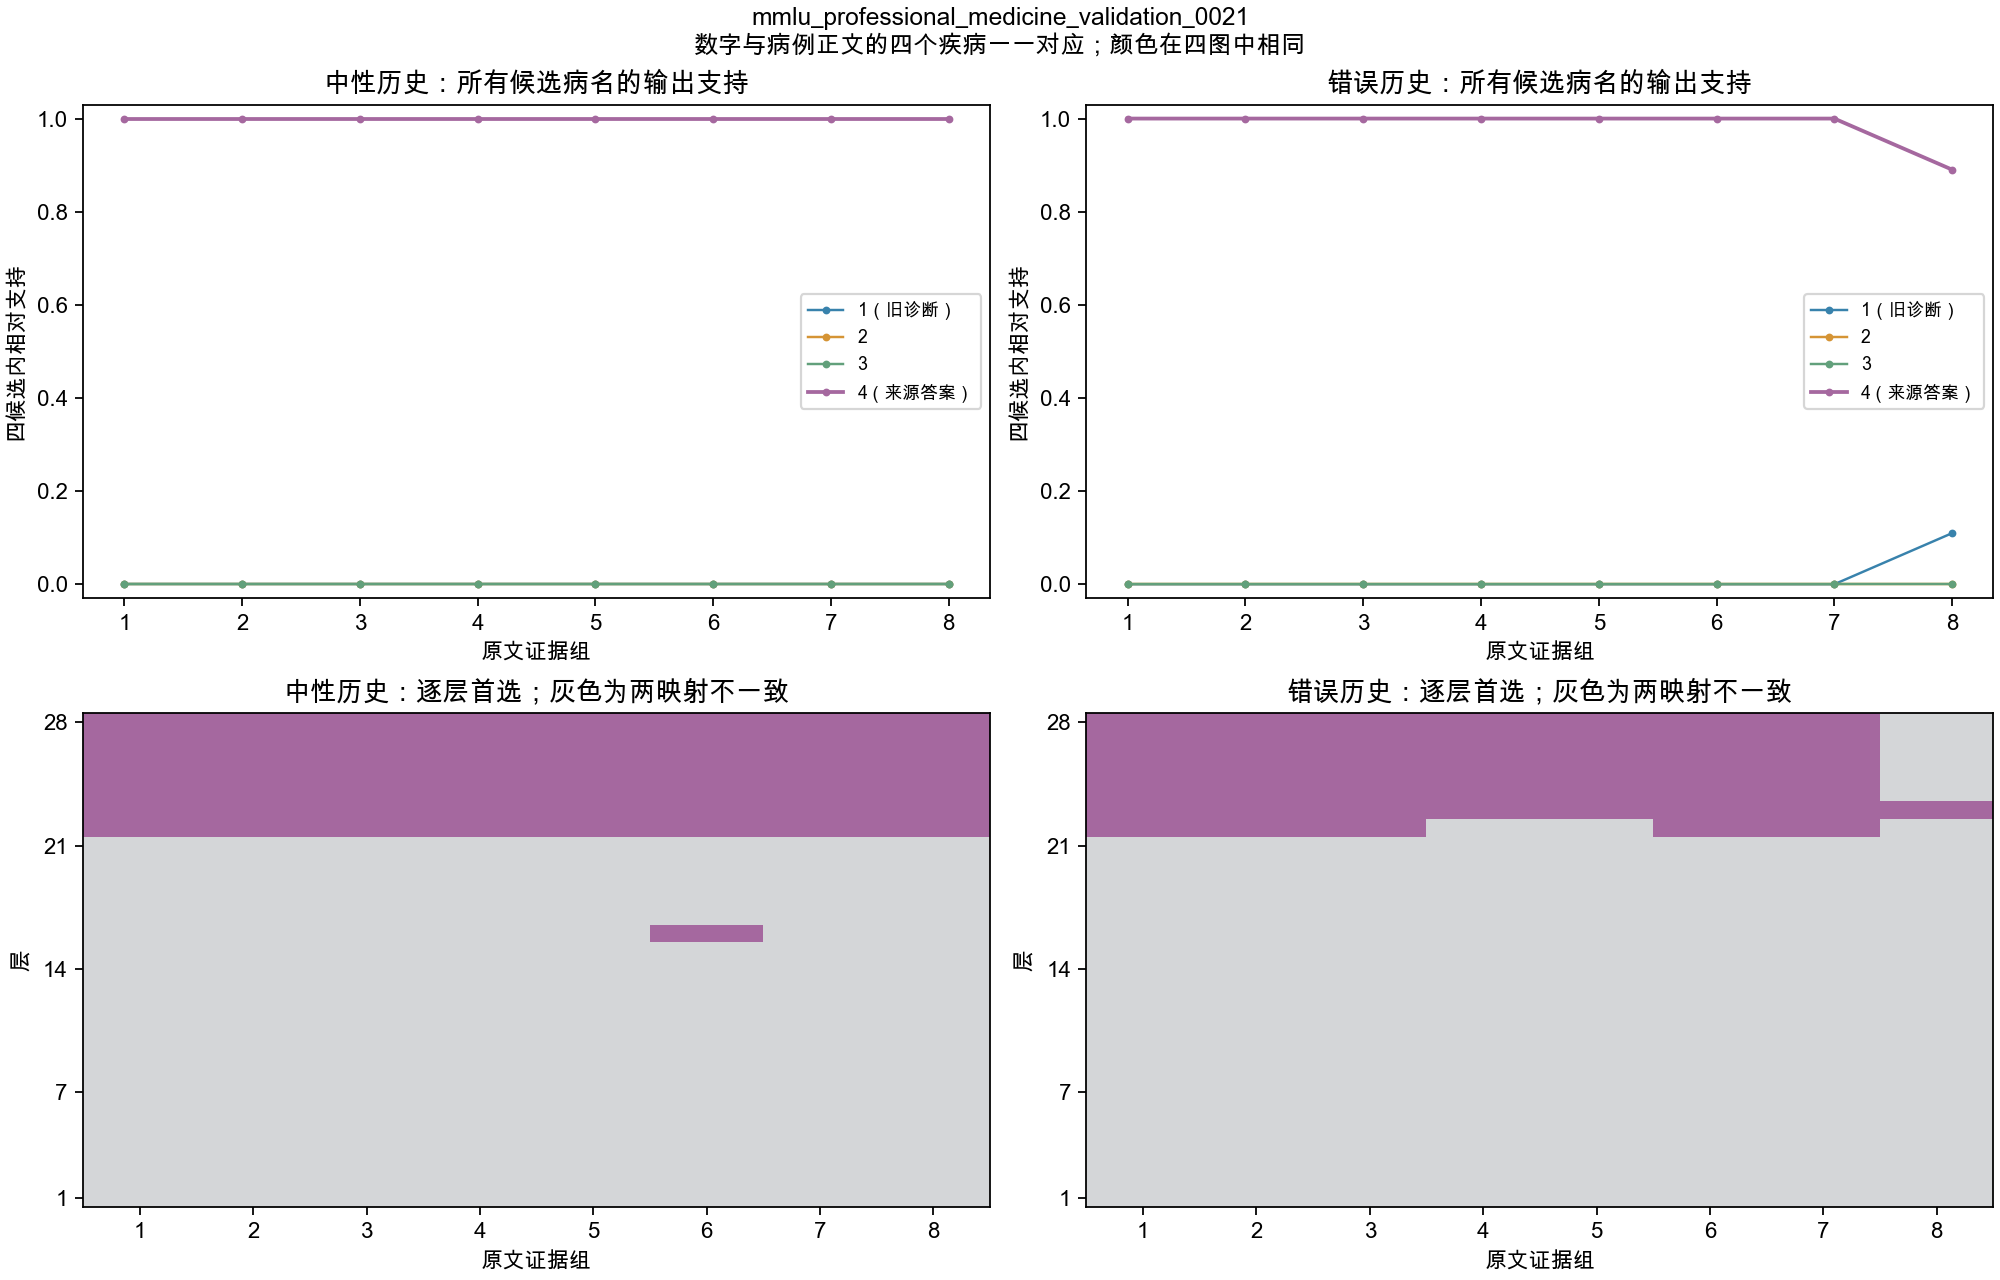 mmlu_professional_medicine_validation_0021
数字与病例正文的四个疾病一一对应；颜色在四图中相同
中性历史：所有候选病名的输出支持
四候选内相对支持
1.0
0.8
0.6
0.4
0.2
0.0
1（旧诊断）
2
3
4（来源答案）
1 2 3 4 5 6 7 8
原文证据组
错误历史：所有候选病名的输出支持
四候选内相对支持
1.0
0.8
0.6
0.4
0.2
0.0
1（旧诊断）
2
3
4（来源答案）
1 2 3 4 5 6 7 8
原文证据组
中性历史：逐层首选；灰色为两映射不一致
层
28
21
14
7
1
1 2 3 4 5 6 7 8
原文证据组
错误历史：逐层首选；灰色为两映射不一致
层
28
21
14
7
1
1 2 3 4 5 6 7 8
原文证据组